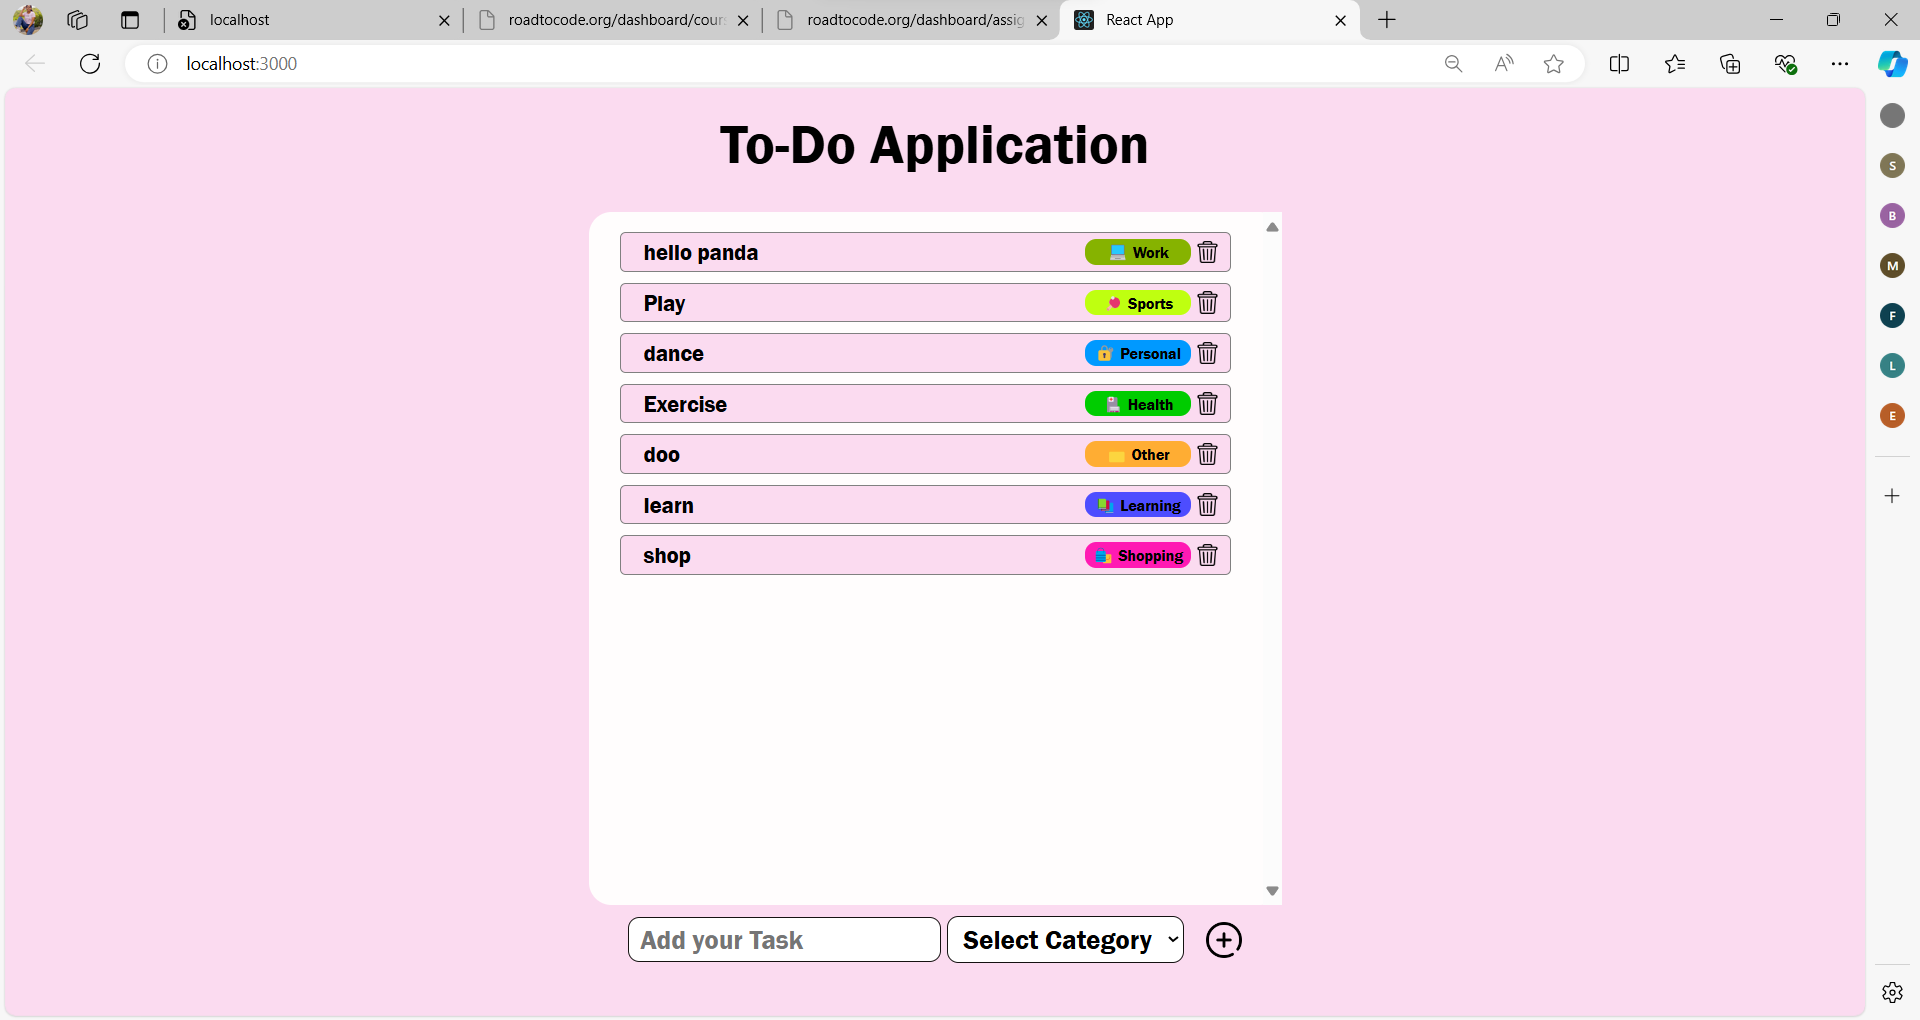 localhost
roadtocode.org/dashboard/cour
roadtocode.org/dashboard/assig
React App
localhost:3000
To-Do Application
hello panda
Work
Play
Sports
dance
Personal
Exercise
Health
doo
Other
learn
Learning
shop
Shopping
Add your Task
Select Category
S
B
M
F
L
E